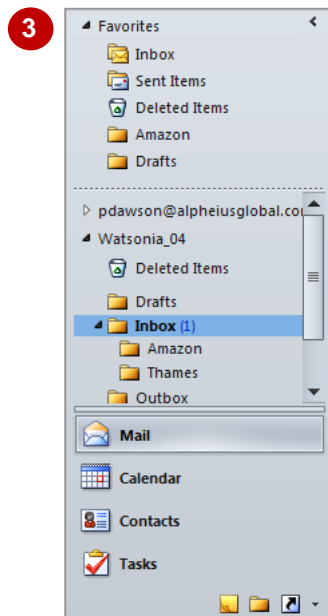 3
Favorites
Inbox
Sent Items
Deleted Items
Amazon
Drafts
pdawson@alpheiusglobal.co
Watsonia_04
Deleted Items
Drafts
Inbox (1)
Amazon
Thames
Outbox
Mail
Calendar
Contacts
Tasks